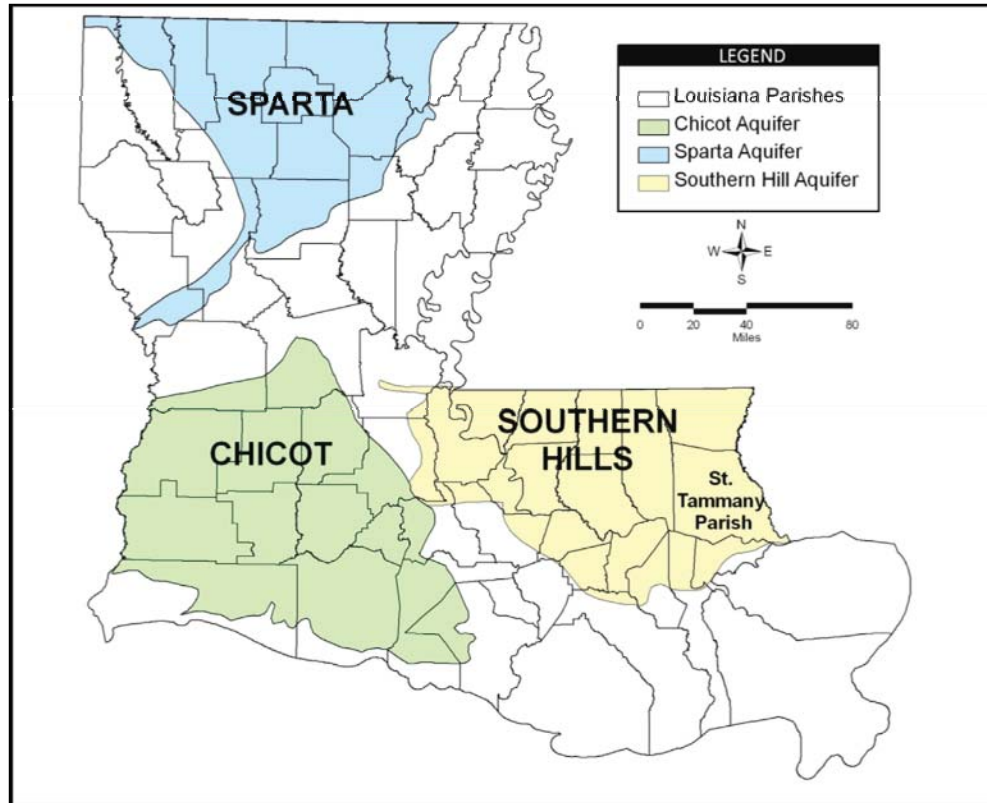 SPARTA
LEGEND
Louisiana Parishes
Chicot Aquifer
Sparta Aquifer
Southern Hill Aquifer
N
W E
S
0 20 40 80
Miles
CHICOT
SOUTHERN
HILLS
St.
Tammany
Parish